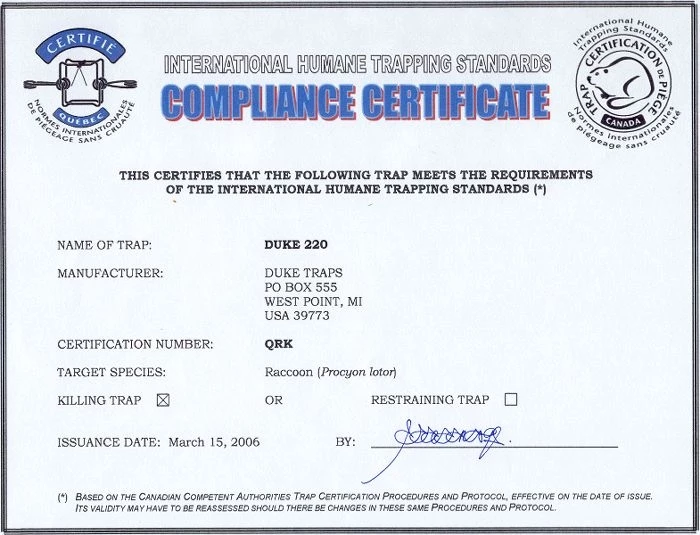 CERTIFIÉ
QUÉBEC
NORMES INTERNATIONALES
DE PIÉGEAGE SANS CRUAUTÉ
INTERNATIONAL HUMANE TRAPPING STANDARDS
COMPLIANCE CERTIFICATE
International Humane
Trapping Standards
TRAP CERTIFICATION DE PIÈGE
CANADA
Normes internationales
de piégeage sans cruauté
THIS CERTIFIES THAT THE FOLLOWING TRAP MEETS THE REQUIREMENTS
OF THE INTERNATIONAL HUMANE TRAPPING STANDARDS (*)
NAME OF TRAP: DUKE 220
MANUFACTURER: DUKE TRAPS
PO BOX 555
WEST POINT, MI
USA 39773
CERTIFICATION NUMBER: QRK
TARGET SPECIES: Raccoon (Procyon lotor)
KILLING TRAP ☒ OR RESTRAINING TRAP ☐
ISSUANCE DATE: March 15, 2006 BY:
(*) BASED ON THE CANADIAN COMPETENT AUTHORITIES TRAP CERTIFICATION PROCEDURES AND PROTOCOL, EFFECTIVE ON THE DATE OF ISSUE.
ITS VALIDITY MAY HAVE TO BE REASSESSED SHOULD THERE BE CHANGES IN THESE SAME PROCEDURES AND PROTOCOL.